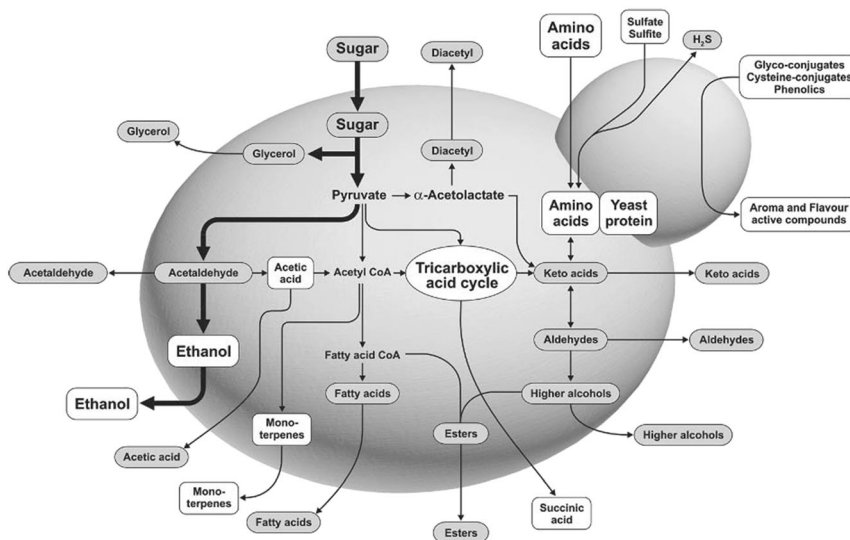 Sugar
Diacetyl
Amino
acids
Sulfate
Sulfite
H₂S
Glyco-conjugates
Cysteine-conjugates
Phenolics
Sugar
Glycerol
Glycerol
Diacetyl
Pyruvate
α-Acetolactate
Amino
acids
Yeast
protein
Aroma and Flavour
active compounds
Acetaldehyde
Acetaldehyde
Acetic
acid
Acetyl CoA
Tricarboxylic
acid cycle
Keto acids
Keto acids
Ethanol
Fatty acid CoA
Aldehydes
Aldehydes
Ethanol
Fatty acids
Higher alcohols
Mono-
terpenes
Esters
Higher alcohols
Acetic acid
Mono-
terpenes
Fatty acids
Esters
Succinic
acid